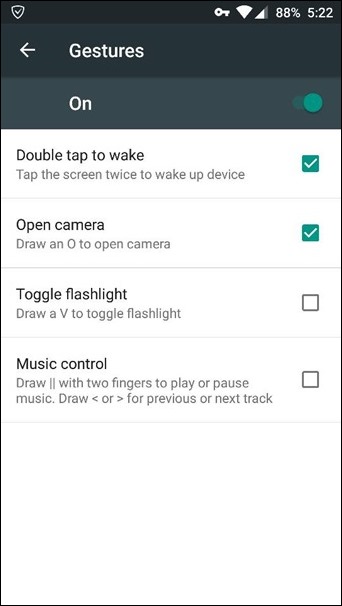 88% 5:22
Gestures
On
Double tap to wake
Tap the screen twice to wake up device
Open camera
Draw an O to open camera
Toggle flashlight
Draw a V to toggle flashlight
Music control
Draw || with two fingers to play or pause
music. Draw < or > for previous or next track